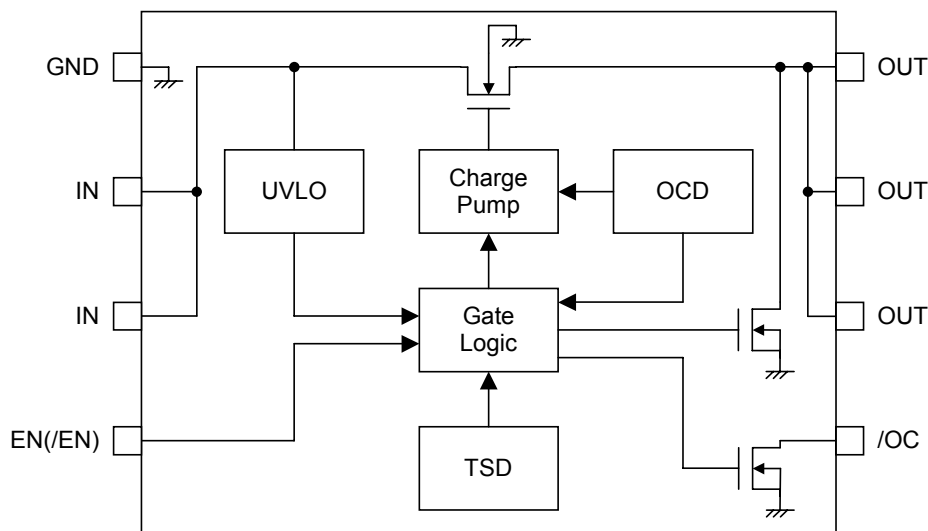 GND
OUT
IN
UVLO
Charge
Pump
OCD
OUT
IN
Gate
Logic
OUT
EN(/EN)
TSD
/OC